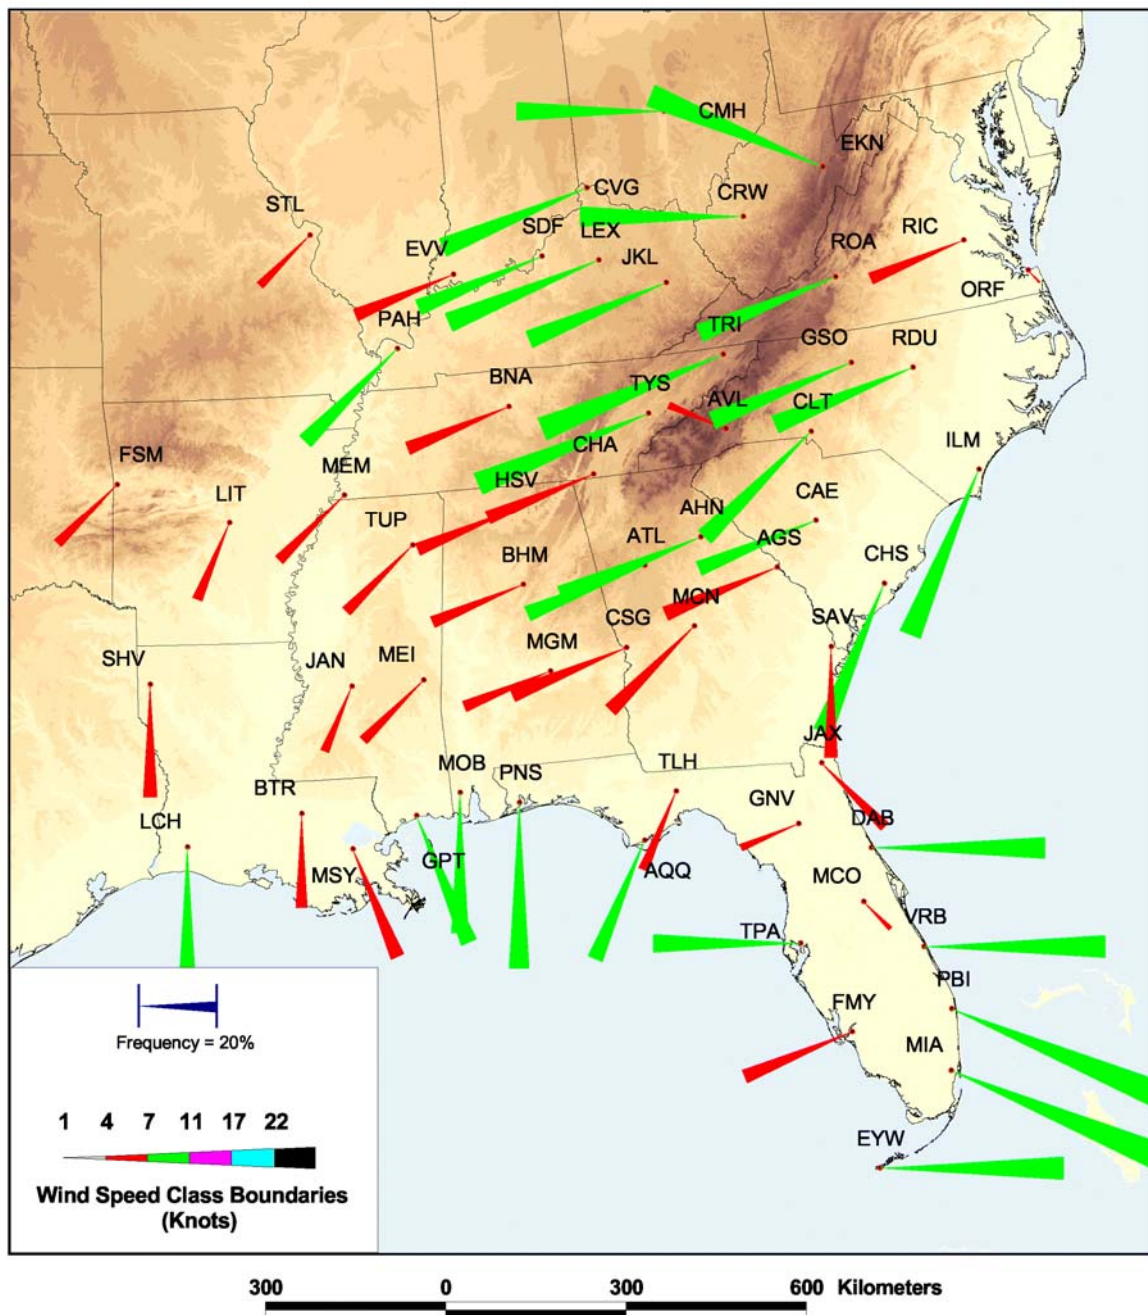 CMH
EKN
CVG
CRW
STL
SDF
LEX
RIC
EVV
JKL
ROA
ORF
PAH
TRI
GSO
RDU
BNA
TYS
AVL
CLT
FSM
CHA
ILM
MEM
HSV
LIT
CAE
TUP
AHN
ATL
AGS
BHM
CHS
MCN
CSG
SAV
SHV
JAN
MEI
MGM
JAX
MOB
PNS
TLH
BTR
GNV
DAB
LCH
GPT
MSY
AQQ
MCO
VRB
TPA
PBI
FMY
MIA
EYW
Frequency = 20%
1 4 7 11 17 22
Wind Speed Class Boundaries
(Knots)
300 0 300 600 Kilometers